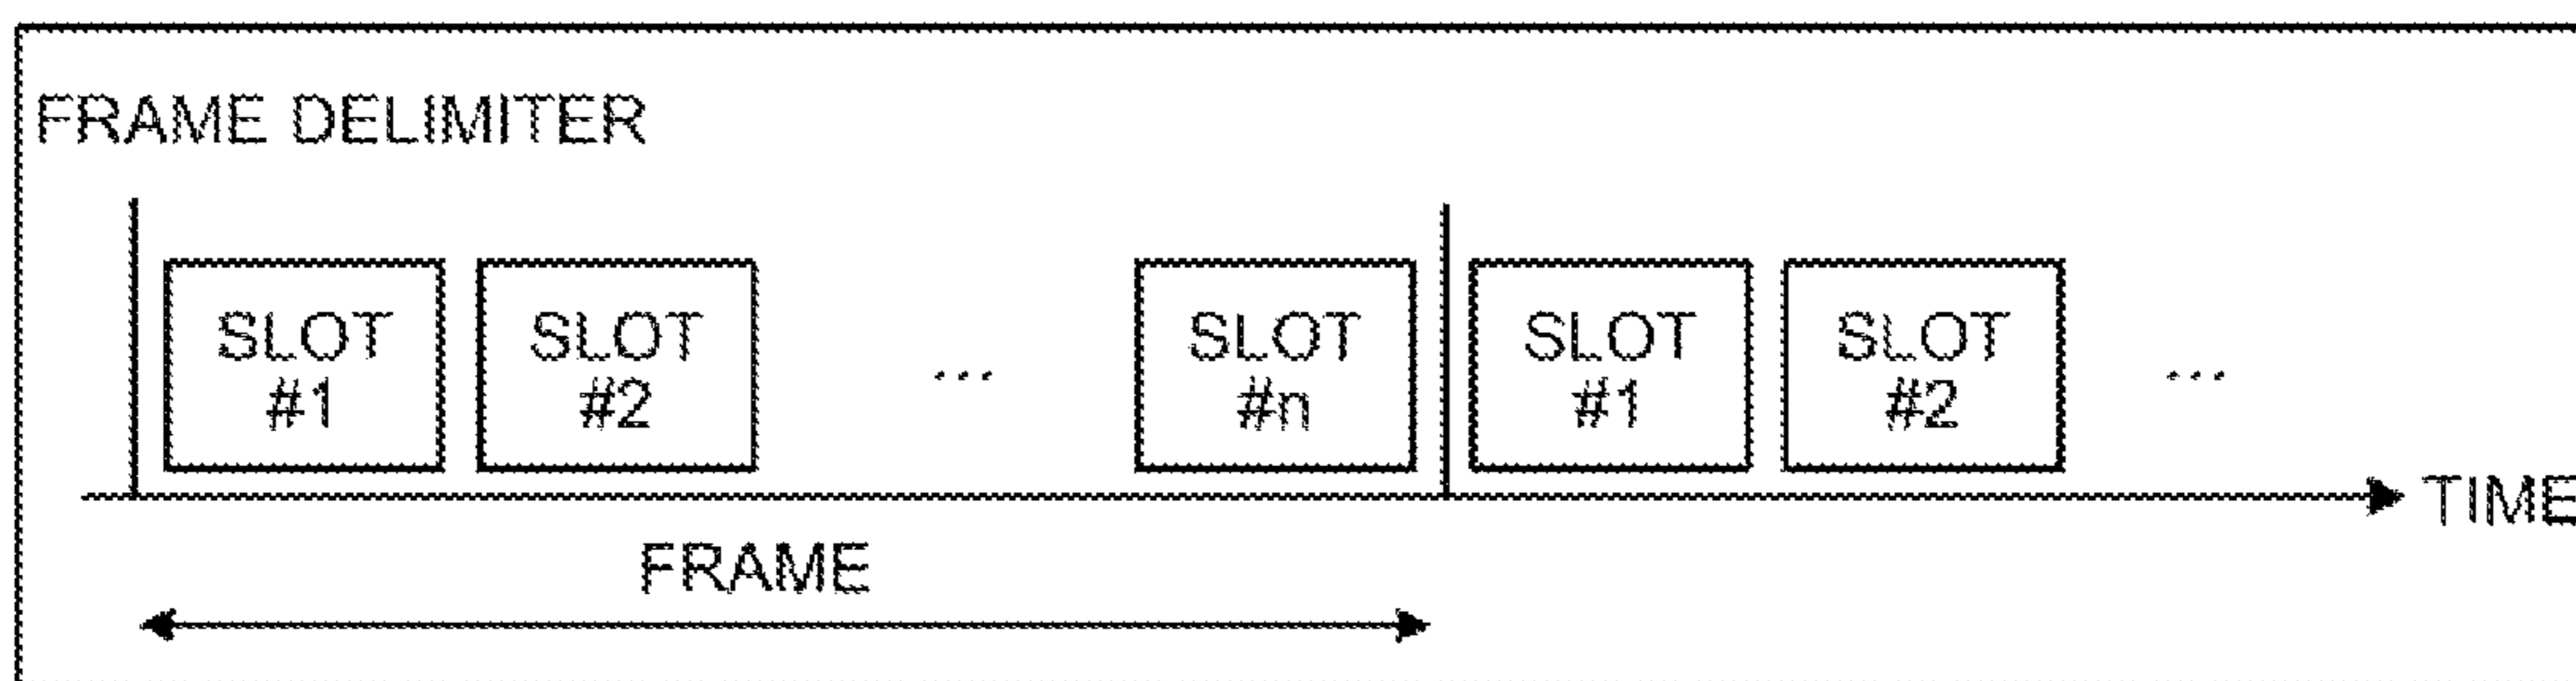 FRAME DELIMITER
SLOT
#1
SLOT
#2
...
SLOT
#n
SLOT
#1
SLOT
#2
...
TIME
FRAME